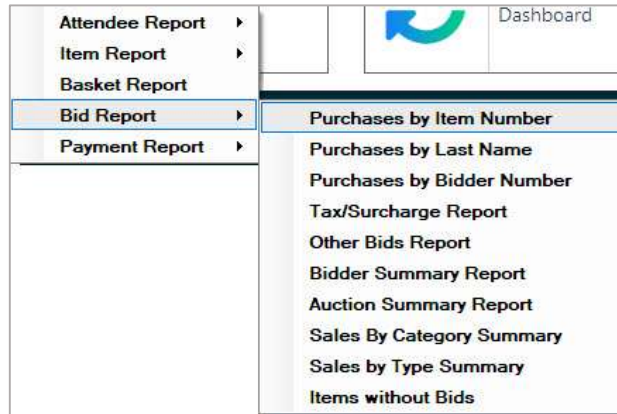 Attendee Report
Item Report
Basket Report
Bid Report
Payment Report
Dashboard
Purchases by Item Number
Purchases by Last Name
Purchases by Bidder Number
Tax/Surcharge Report
Other Bids Report
Bidder Summary Report
Auction Summary Report
Sales By Category Summary
Sales by Type Summary
Items without Bids